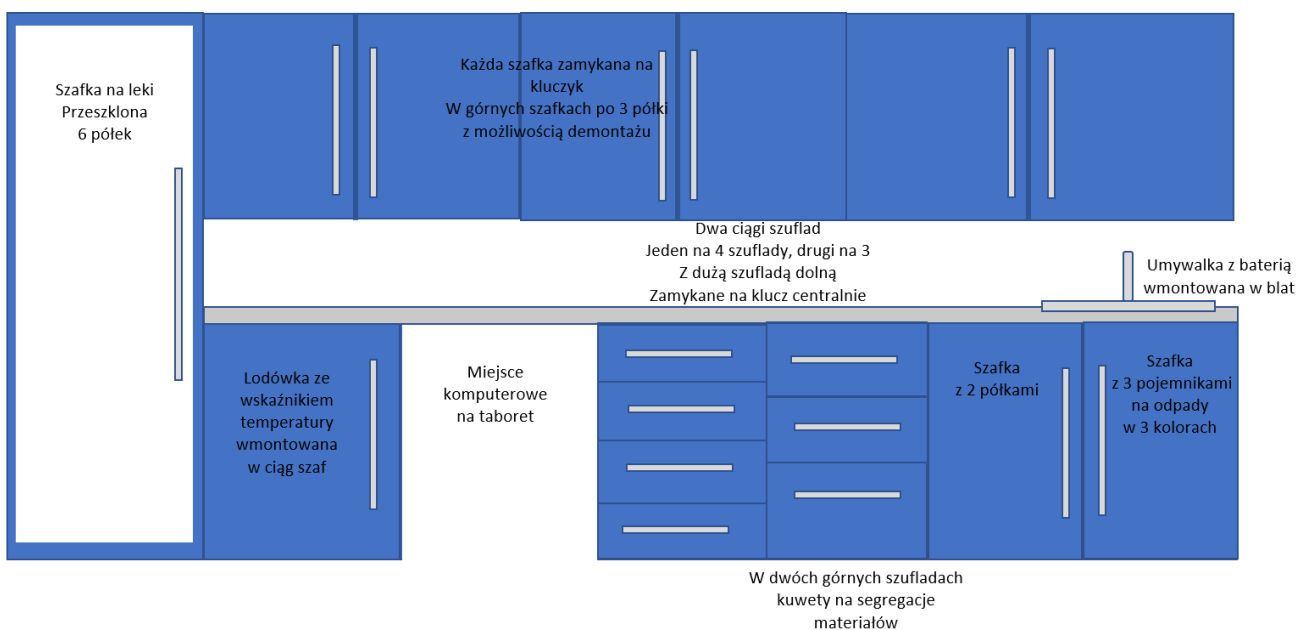 Szafka na leki
Przeszklona
6 półek
Każda szafka zamykana na
kluczyk
W górnych szafkach po 3 półki
z możliwością demontażu
Dwa ciągi szuflad
Jeden na 4 szuflady, drugi na 3
Z dużą szufladą dolną
Zamykane na klucz centralnie
Umywalka z baterią
wmontowana w blat
Lodówka ze
wskaźnikiem
temperatury
wmontowana
w ciąg szaf
Miejsce
komputerowe
na taboret
Szafka
z 2 półkami
Szafka
z 3 pojemnikami
na odpady
w 3 kolorach
W dwóch górnych szufladach
kuwety na segregacje
materiałów